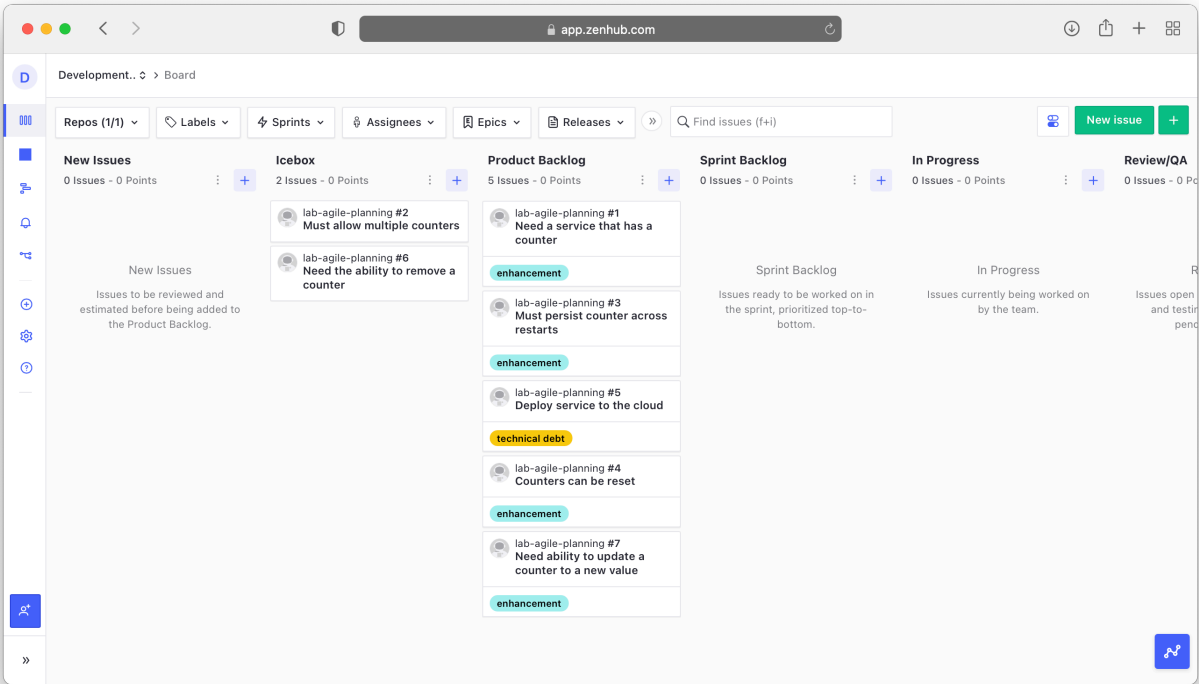 app.zenhub.com
D
Development.. > Board
Repos (1/1) Labels Sprints Assignees Epics Releases » Find issues (f+i) New issue +
New Issues
0 Issues - 0 Points
New Issues
Issues to be reviewed and
estimated before being added to
the Product Backlog.
Icebox
2 Issues - 0 Points
lab-agile-planning #2
Must allow multiple counters
lab-agile-planning #6
Need the ability to remove a
counter
Product Backlog
5 Issues - 0 Points
lab-agile-planning #1
Need a service that has a
counter
enhancement
lab-agile-planning #3
Must persist counter across
restarts
enhancement
lab-agile-planning #5
Deploy service to the cloud
technical debt
lab-agile-planning #4
Counters can be reset
enhancement
lab-agile-planning #7
Need ability to update a
counter to a new value
enhancement
Sprint Backlog
0 Issues - 0 Points
Sprint Backlog
Issues ready to be worked on in
the sprint, prioritized top-to-
bottom.
In Progress
0 Issues - 0 Points
In Progress
Issues currently being worked on
by the team.
Review/QA
0 Issues - 0 Po
R
Issues open
and testin
pend
»